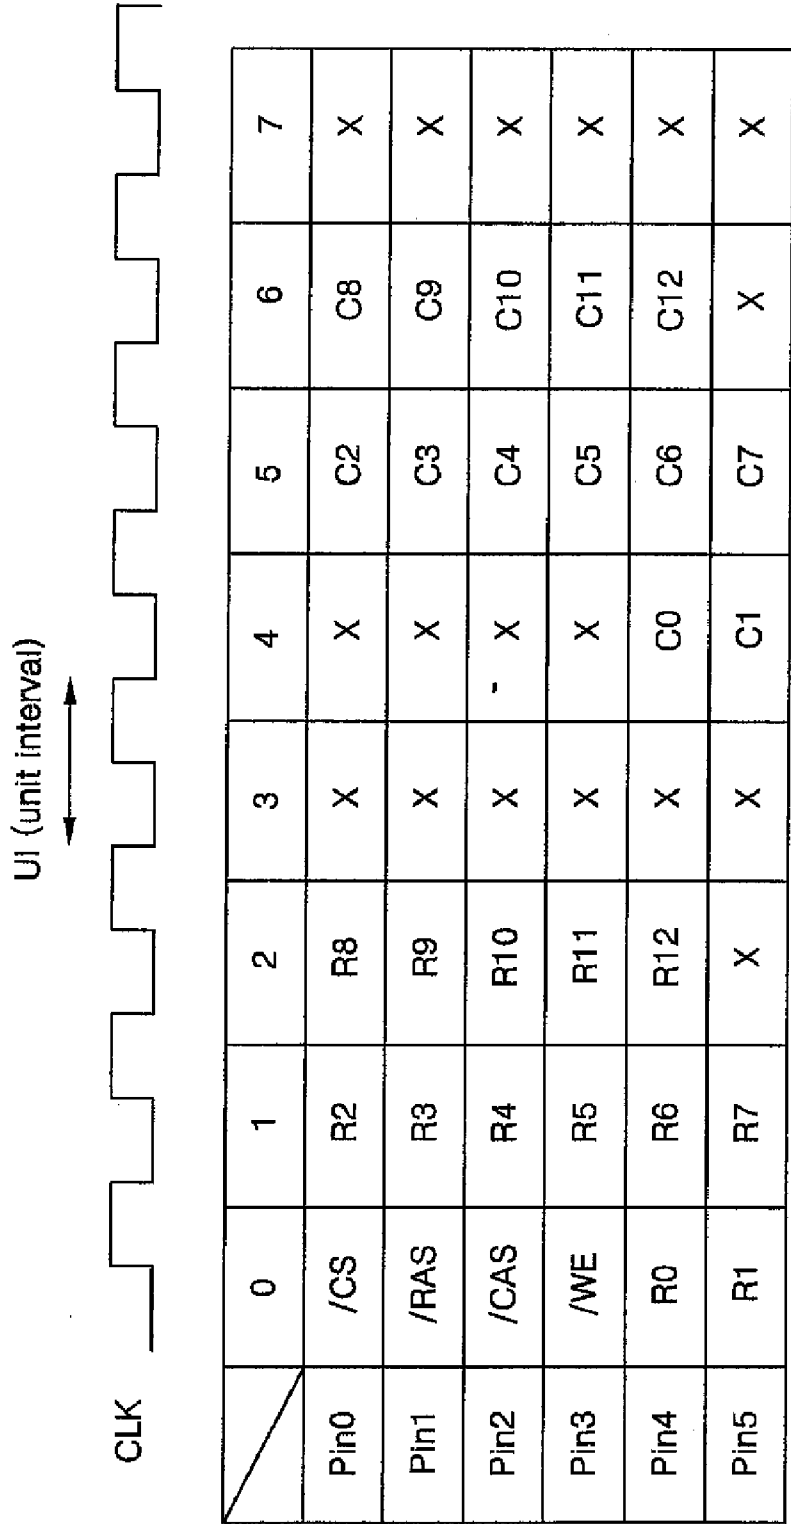 UI (unit interval)
CLK
0 1 2 3 4 5 6 7
Pin0 /CS R2 R8 X X C2 C8 X
Pin1 /RAS R3 R9 X X C3 C9 X
Pin2 /CAS R4 R10 X - X C4 C10 X
Pin3 /WE R5 R11 X X C5 C11 X
Pin4 R0 R6 R12 X C0 C6 C12 X
Pin5 R1 R7 X X C1 C7 X X